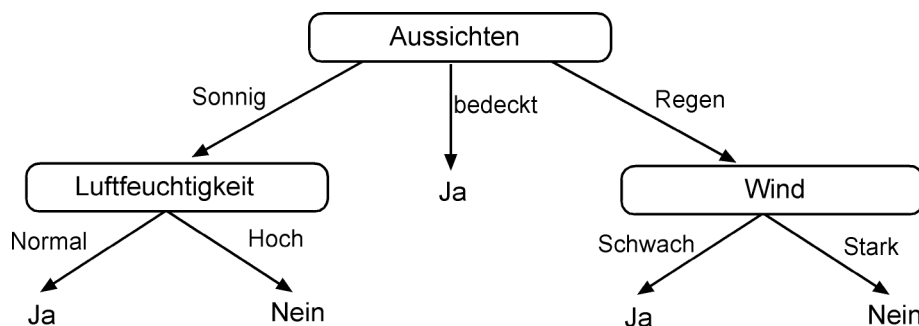 Aussichten
Sonnig
bedeckt
Regen
Luftfeuchtigkeit
Ja
Wind
Normal
Hoch
Schwach
Stark
Ja
Nein
Ja
Nein